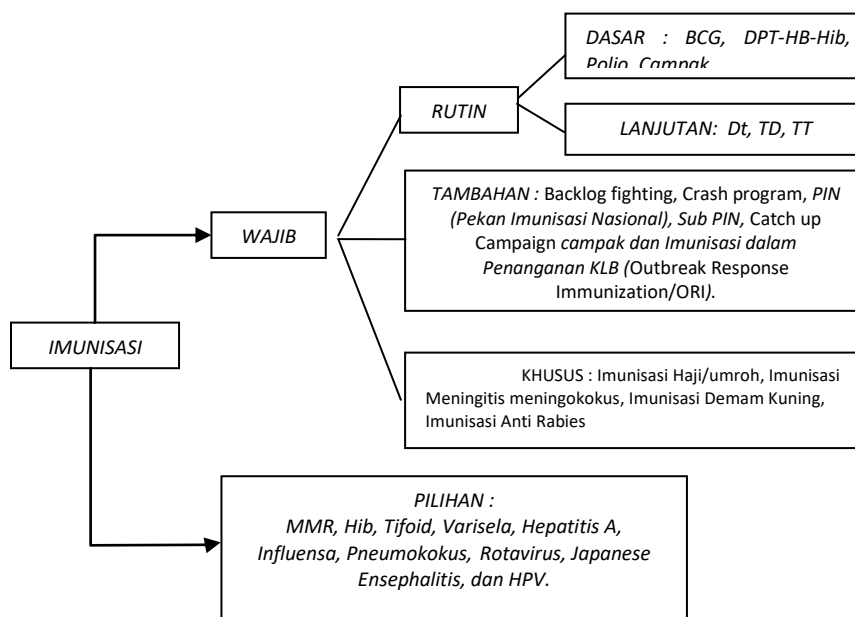 DASAR : BCG, DPT-HB-Hib,
Polio, Campak
RUTIN
LANJUTAN: Dt, TD, TT
TAMBAHAN : Backlog fighting, Crash program, PIN
(Pekan Imunisasi Nasional), Sub PIN, Catch up
Campaign campak dan Imunisasi dalam
Penanganan KLB (Outbreak Response
Immunization/ORI).
WAJIB
IMUNISASI
KHUSUS : Imunisasi Haji/umroh, Imunisasi
Meningitis meningokokus, Imunisasi Demam Kuning,
Imunisasi Anti Rabies
PILIHAN :
MMR, Hib, Tifoid, Varisela, Hepatitis A,
Influensa, Pneumokokus, Rotavirus, Japanese
Ensephalitis, dan HPV.